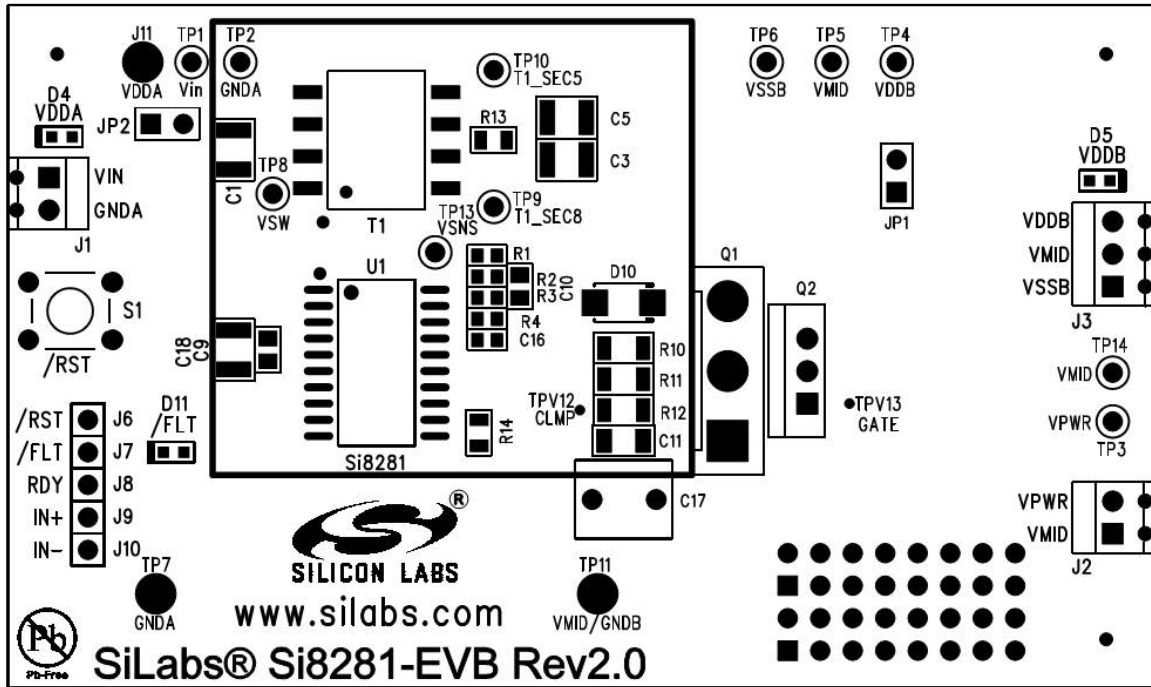 J11
TP1
TP2
VDDA
Vin
GNDA
TP10
T1_SEC5
TP6
TP5
TP4
VSSB
VMID
VDDB
D4
VDDA
JP2
R13
C5
C3
C1
D5
VDDB
VIN
GNDA
J1
TP8
VSW
T1
TP9
T1_SEC8
TP13
VSNS
JP1
VDDB
VMID
VSSB
J3
U1
R1
R2
R3
C10
R4
C16
D10
Q1
Q2
S1
/RST
C18
C9
R10
R11
R12
C11
TPV12
CLMP
TPV13
GATE
TP14
VMID
VPWR
TP3
D11
/FLT
/RST
J6
/FLT
J7
RDY
J8
IN+
J9
IN-
J10
R14
Si8281
C17
VPWR
VMID
J2
®
SILICON LABS
TP7
GNDA
www.silabs.com
TP11
VMID/GNDB
Pb
Pb-Free
SiLabs® Si8281-EVB Rev2.0